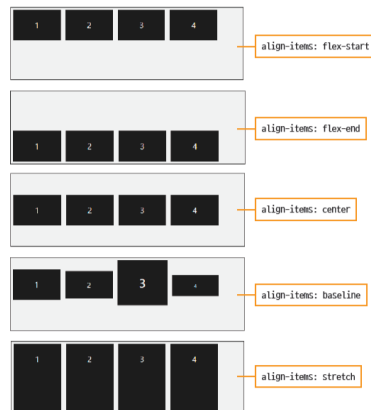 1 2 3 4
align-items: flex-start
1 2 3 4
align-items: flex-end
1 2 3 4
align-items: center
1 2 3 4
align-items: baseline
1 2 3 4
align-items: stretch